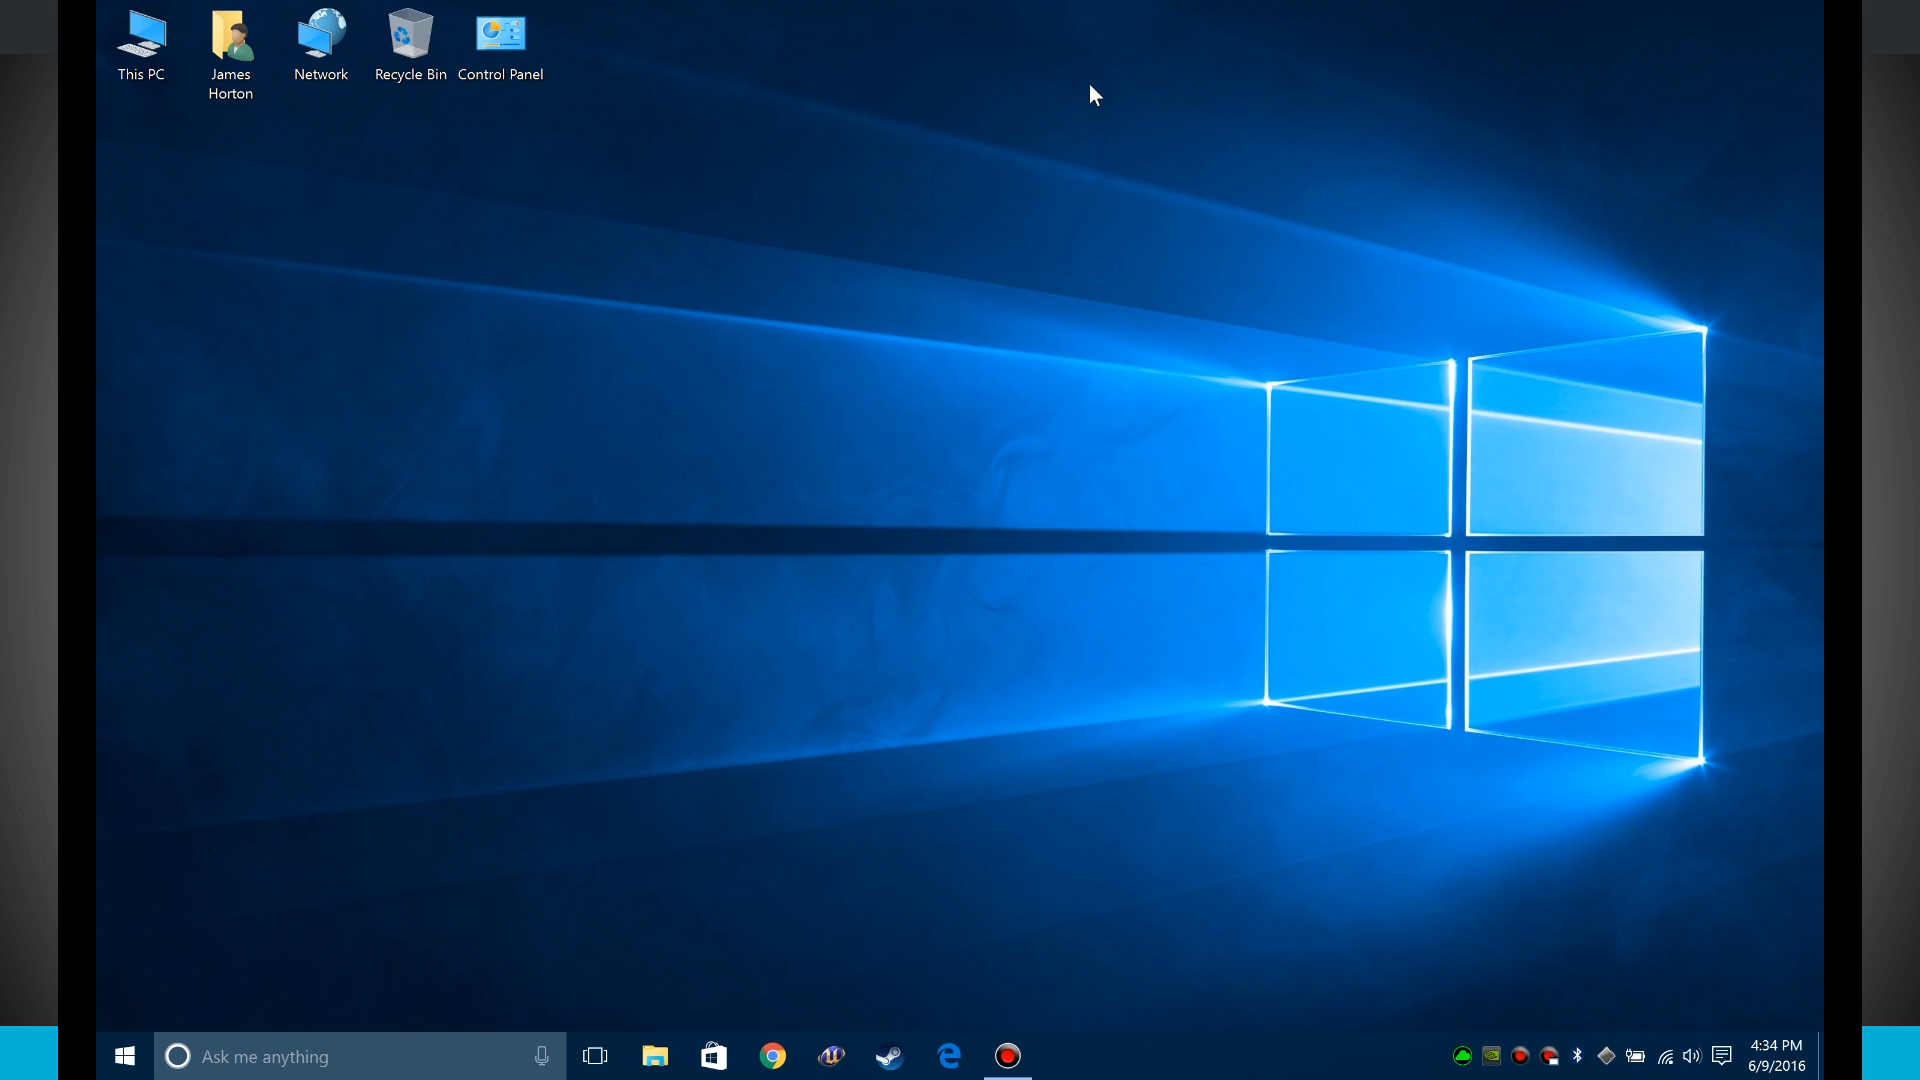 This PC
James
Horton
Network
Recycle Bin
Control Panel
Ask me anything
4:34 PM
6/9/2016